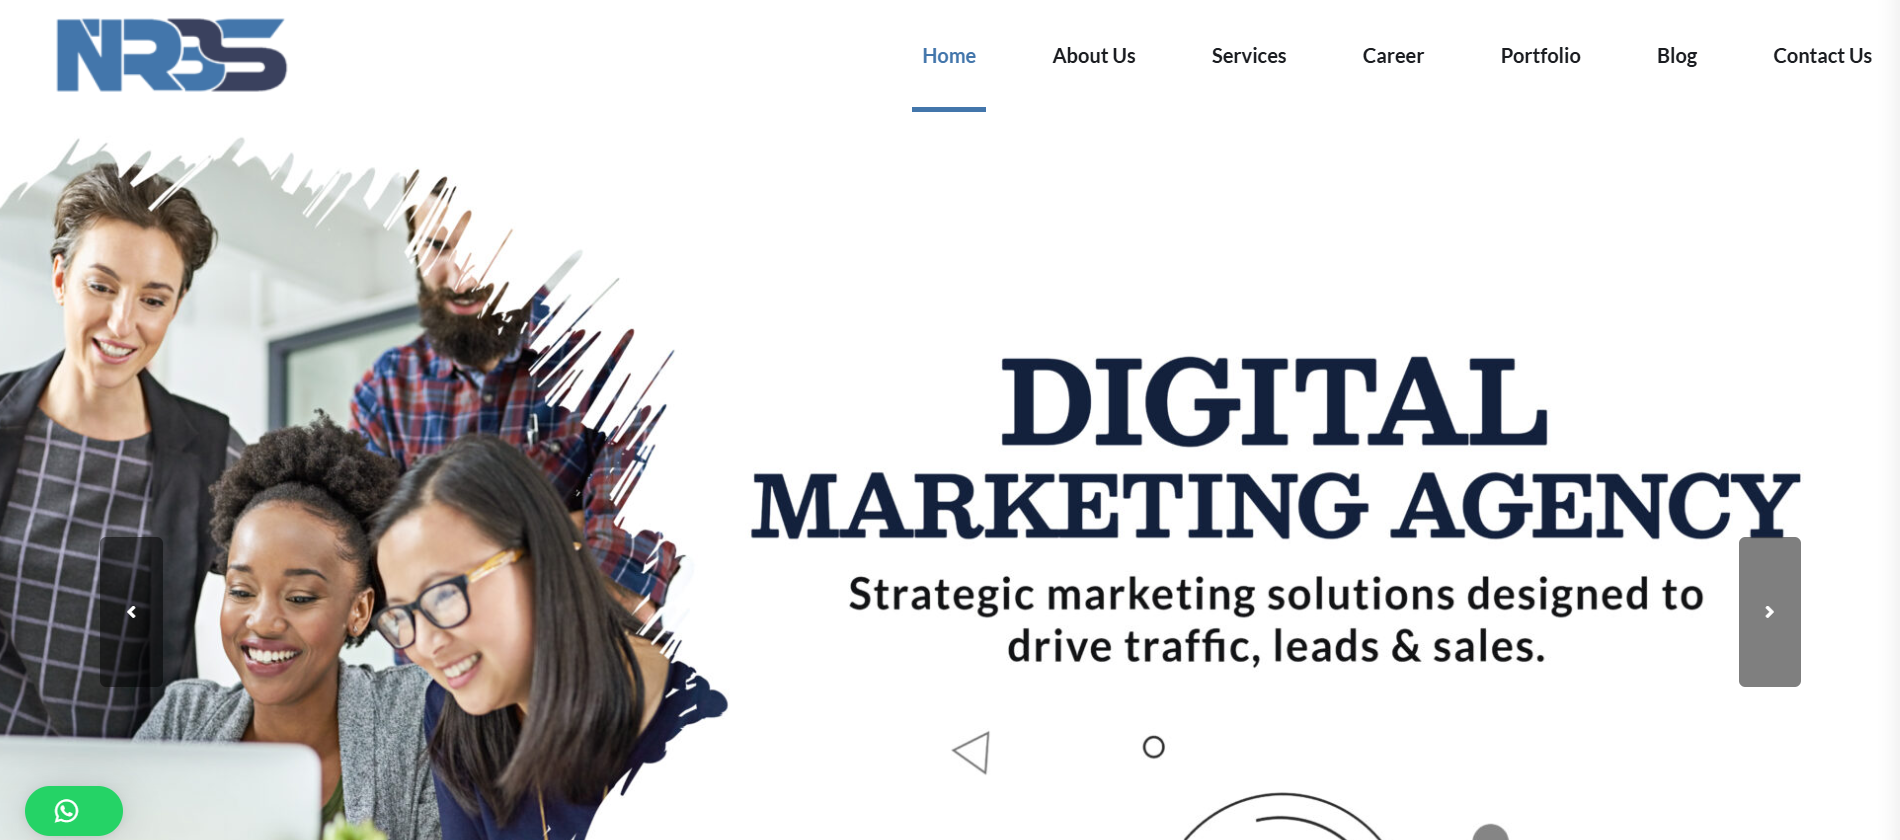 NRBS
Home About Us Services Career Portfolio Blog Contact Us
DIGITAL
MARKETING AGENCY
Strategic marketing solutions designed to
drive traffic, leads & sales.